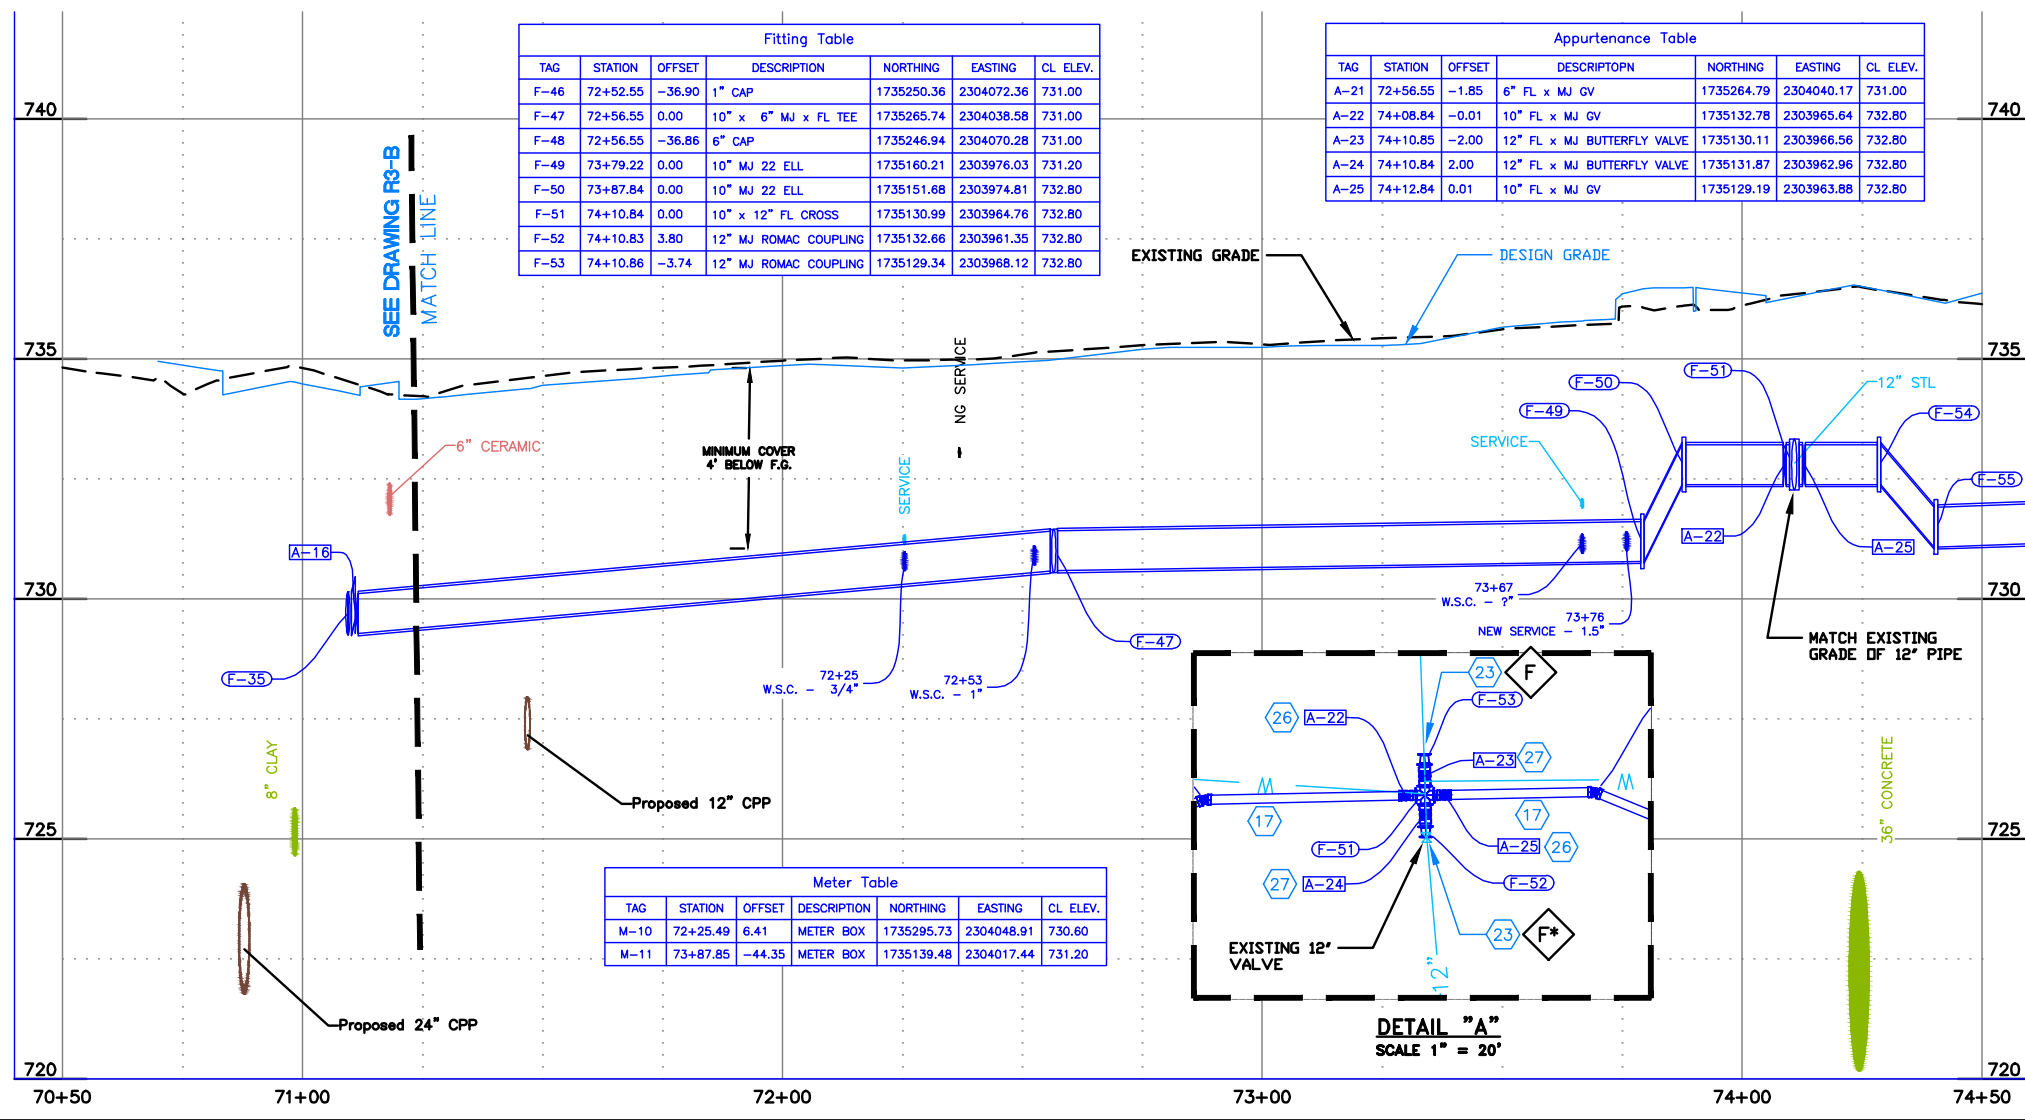 Fitting Table
TAG STATION OFFSET DESCRIPTION NORTHING EASTING CL ELEV.
F-46 72+52.55 -36.90 1" CAP 1735250.36 2304072.36 731.00
F-47 72+56.55 0.00 10" x 6" MJ x FL TEE 1735265.74 2304038.58 731.00
F-48 72+56.55 -36.86 6" CAP 1735246.94 2304070.28 731.00
F-49 73+79.22 0.00 10" MJ 22 ELL 1735160.21 2303976.03 731.20
F-50 73+87.84 0.00 10" MJ 22 ELL 1735151.68 2303974.81 732.80
F-51 74+10.84 0.00 10" x 12" FL CROSS 1735130.99 2303964.76 732.80
F-52 74+10.83 3.80 12" MJ ROMAC COUPLING 1735132.66 2303961.35 732.80
F-53 74+10.86 -3.74 12" MJ ROMAC COUPLING 1735129.34 2303968.12 732.80
Appurtenance Table
TAG STATION OFFSET DESCRIPTOPN NORTHING EASTING CL ELEV.
A-21 72+56.55 -1.85 6" FL x MJ GV 1735264.79 2304040.17 731.00
A-22 74+08.84 -0.01 10" FL x MJ GV 1735132.78 2303965.64 732.80
A-23 74+10.85 -2.00 12" FL x MJ BUTTERFLY VALVE 1735130.11 2303966.56 732.80
A-24 74+10.84 2.00 12" FL x MJ BUTTERFLY VALVE 1735131.87 2303962.96 732.80
A-25 74+12.84 0.01 10" FL x MJ GV 1735129.19 2303963.88 732.80
740
740
SEE DRAWING R3-B
MATCH LINE
EXISTING GRADE
DESIGN GRADE
735
735
NG SERVICE
F-50
F-51
12" STL
F-49
F-54
6" CERAMIC
MINIMUM COVER
4' BELOW F.G.
SERVICE
SERVICE
F-55
A-16
A-22
A-25
730
730
73+67
W.S.C. - ?"
73+76
NEW SERVICE - 1.5"
F-47
MATCH EXISTING
GRADE OF 12" PIPE
F-35
72+25
W.S.C. - 3/4"
72+53
W.S.C. - 1"
23
F
F-53
26
A-22
A-23
27
8" CLAY
Proposed 12" CPP
W
W
17
17
36" CONCRETE
725
725
F-51
A-25
26
27
A-24
F-52
23
F*
EXISTING 12"
VALVE
12"
Meter Table
TAG STATION OFFSET DESCRIPTION NORTHING EASTING CL ELEV.
M-10 72+25.49 6.41 METER BOX 1735295.73 2304048.91 730.60
M-11 73+87.85 -44.35 METER BOX 1735139.48 2304017.44 731.20
Proposed 24" CPP
DETAIL "A"
SCALE 1" = 20'
720
720
70+50
71+00
72+00
73+00
74+00
74+50